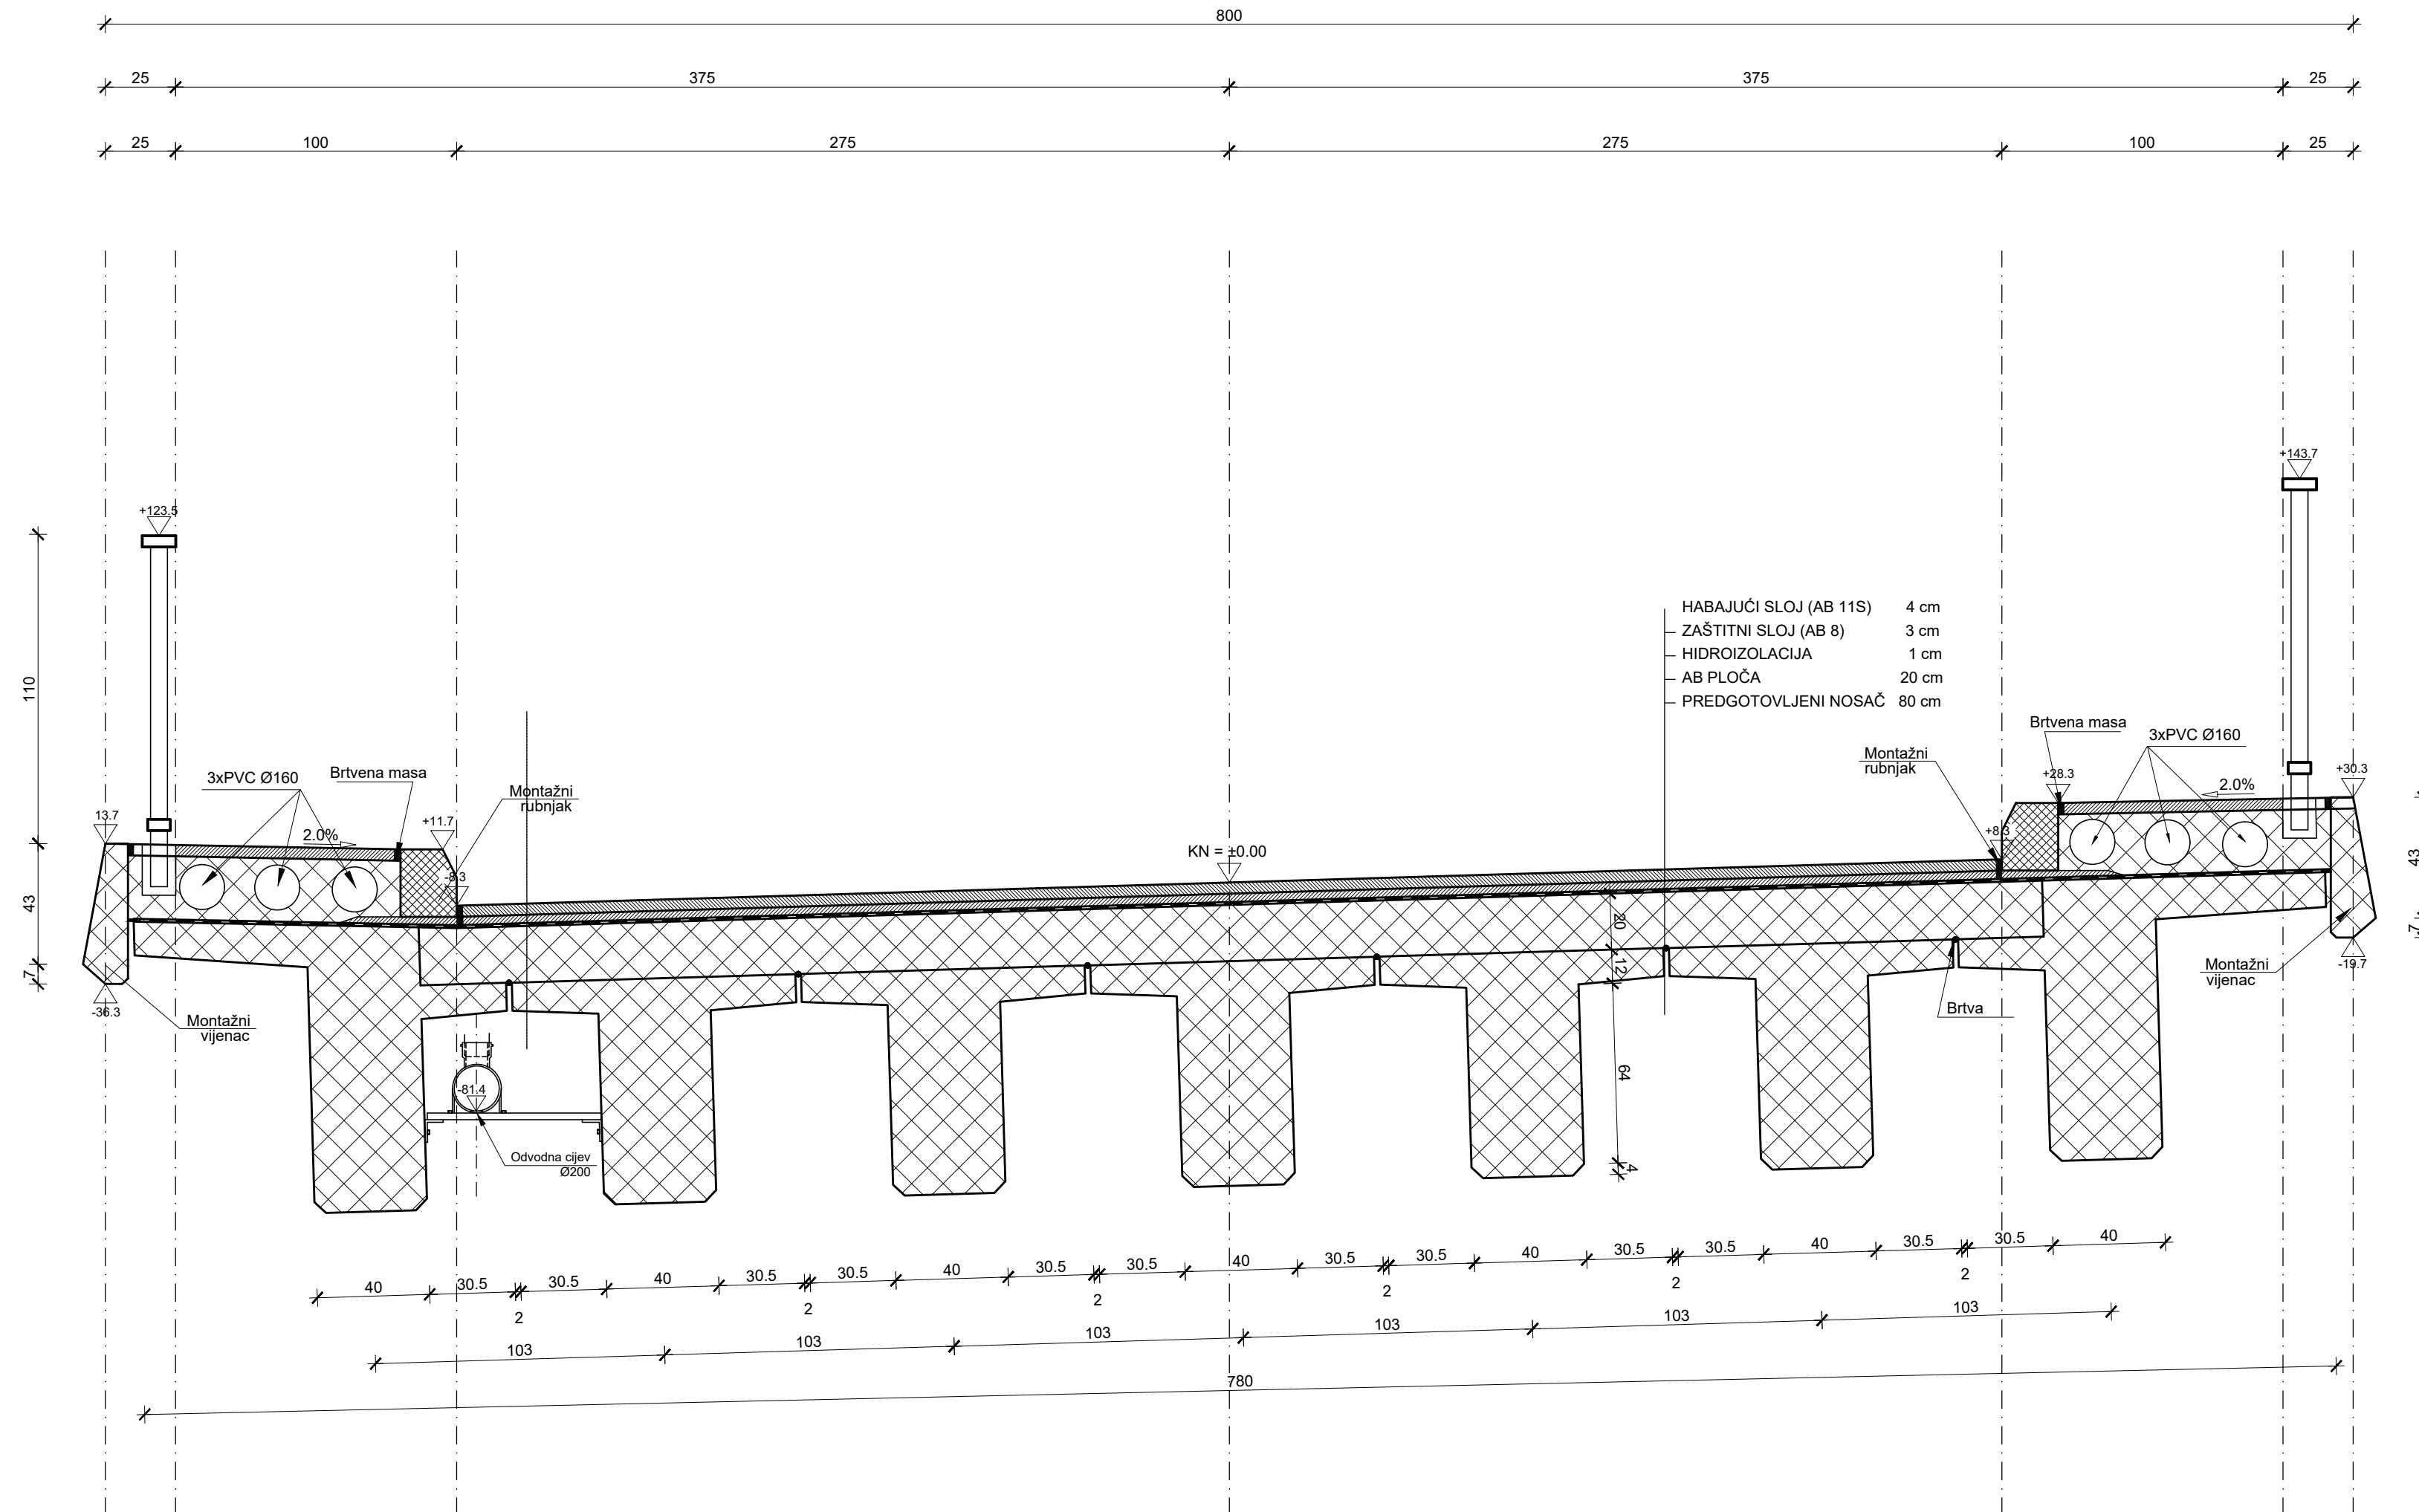 800
25 375 375 25
25 100 275 275 100 25
+143.7
+123.5
HABAJUĆI SLOJ (AB 11S) 4 cm
ZAŠTITNI SLOJ (AB 8) 3 cm
HIDROIZOLACIJA 1 cm
AB PLOČA 20 cm
PREDGOTOVLJENI NOSAČ 80 cm
110
Brtvena masa
3xPVC Ø160
Montažni
rubnjak
+28.3
+30.3
2.0%
+8.3
3xPVC Ø160
Brtvena masa
Montažni
rubnjak
13.7
+11.7
2.0%
-8.3
KN = ±0.00
43
7
43
7
20
12
64
4
-36.3
Montažni
vijenac
-19.7
Montažni
vijenac
Brtva
-81.4
Odvodna cijev
Ø200
40 30.5 2 30.5 40 30.5 2 30.5 40 30.5 2 30.5 40 30.5 2 30.5 40 30.5 2 30.5 40 30.5 2 30.5 40
103 103 103 103 103 103
780